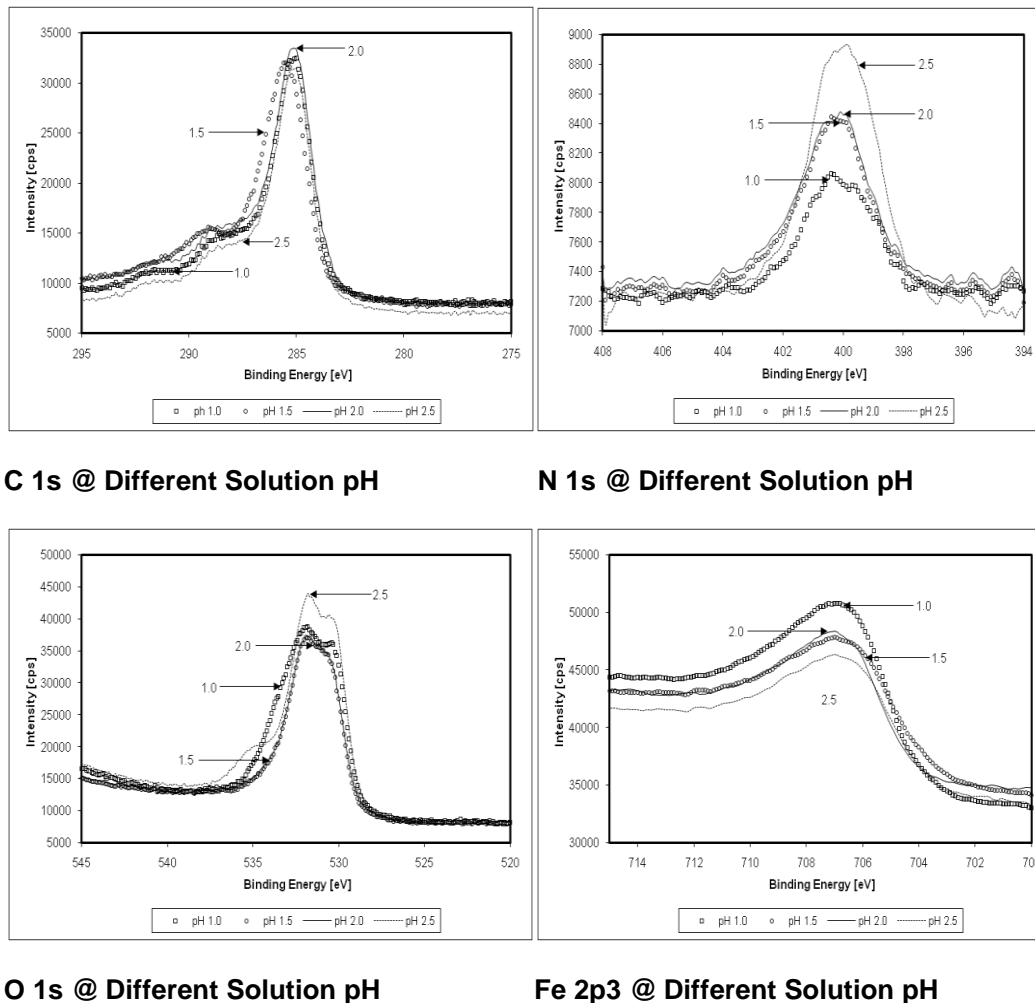 35000
30000
25000
20000
15000
10000
5000
Intensity [cps]
2.0
1.5
2.5
1.0
295 290 285 280 275
Binding Energy [eV]
ph 1.0 pH 1.5 pH 2.0 pH 2.5
9000
8800
8600
8400
8200
8000
7800
7600
7400
7200
7000
Intensity [cps]
2.5
2.0
1.5
1.0
408 406 404 402 400 398 396 394
Binding Energy [eV]
pH 1.0 pH 1.5 pH 2.0 pH 2.5
C 1s @ Different Solution pH
N 1s @ Different Solution pH
50000
45000
40000
35000
30000
25000
20000
15000
10000
5000
Intensity [cps]
2.5
2.0
1.0
1.5
545 540 535 530 525 520
Binding Energy [eV]
pH 1.0 pH 1.5 pH 2.0 pH 2.5
55000
50000
45000
40000
35000
30000
Intensity [cps]
1.0
2.0
1.5
2.5
714 712 710 708 706 704 702 70
Binding Energy [eV]
pH 1.0 pH 1.5 pH 2.0 pH 2.5
O 1s @ Different Solution pH
Fe 2p3 @ Different Solution pH